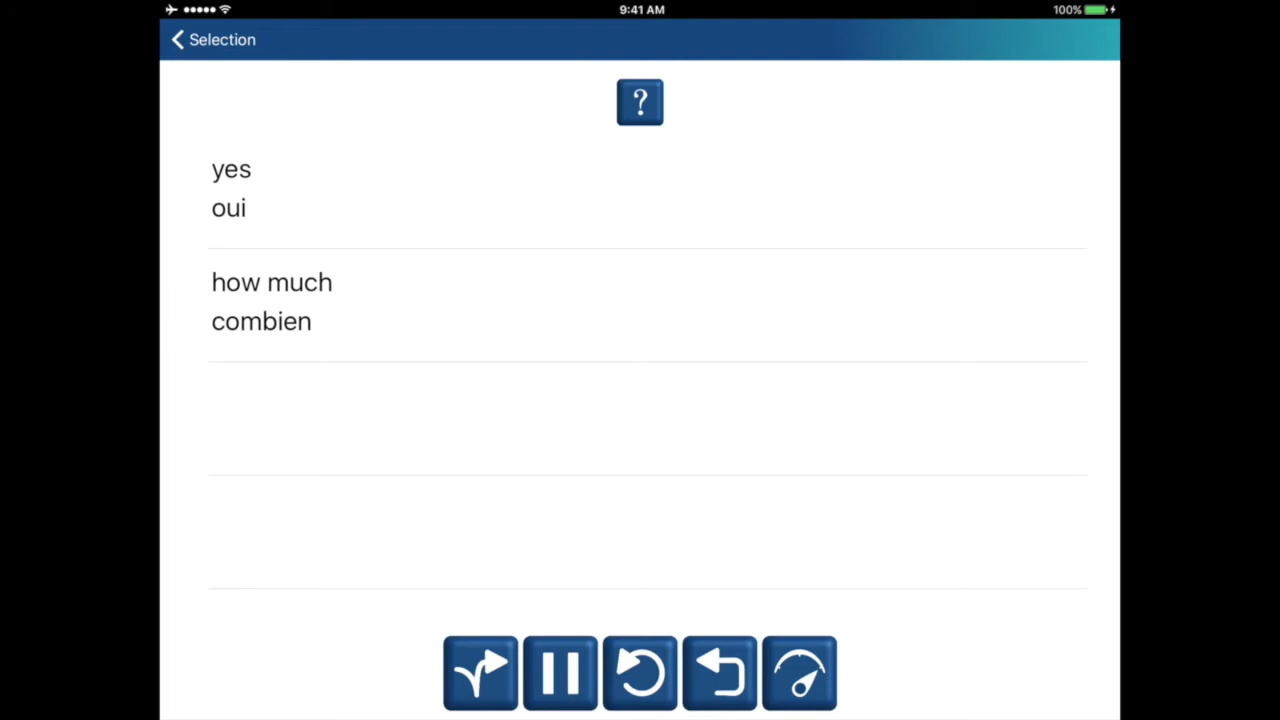 9:41 AM
100%
Selection
?
yes
oui
how much
combien